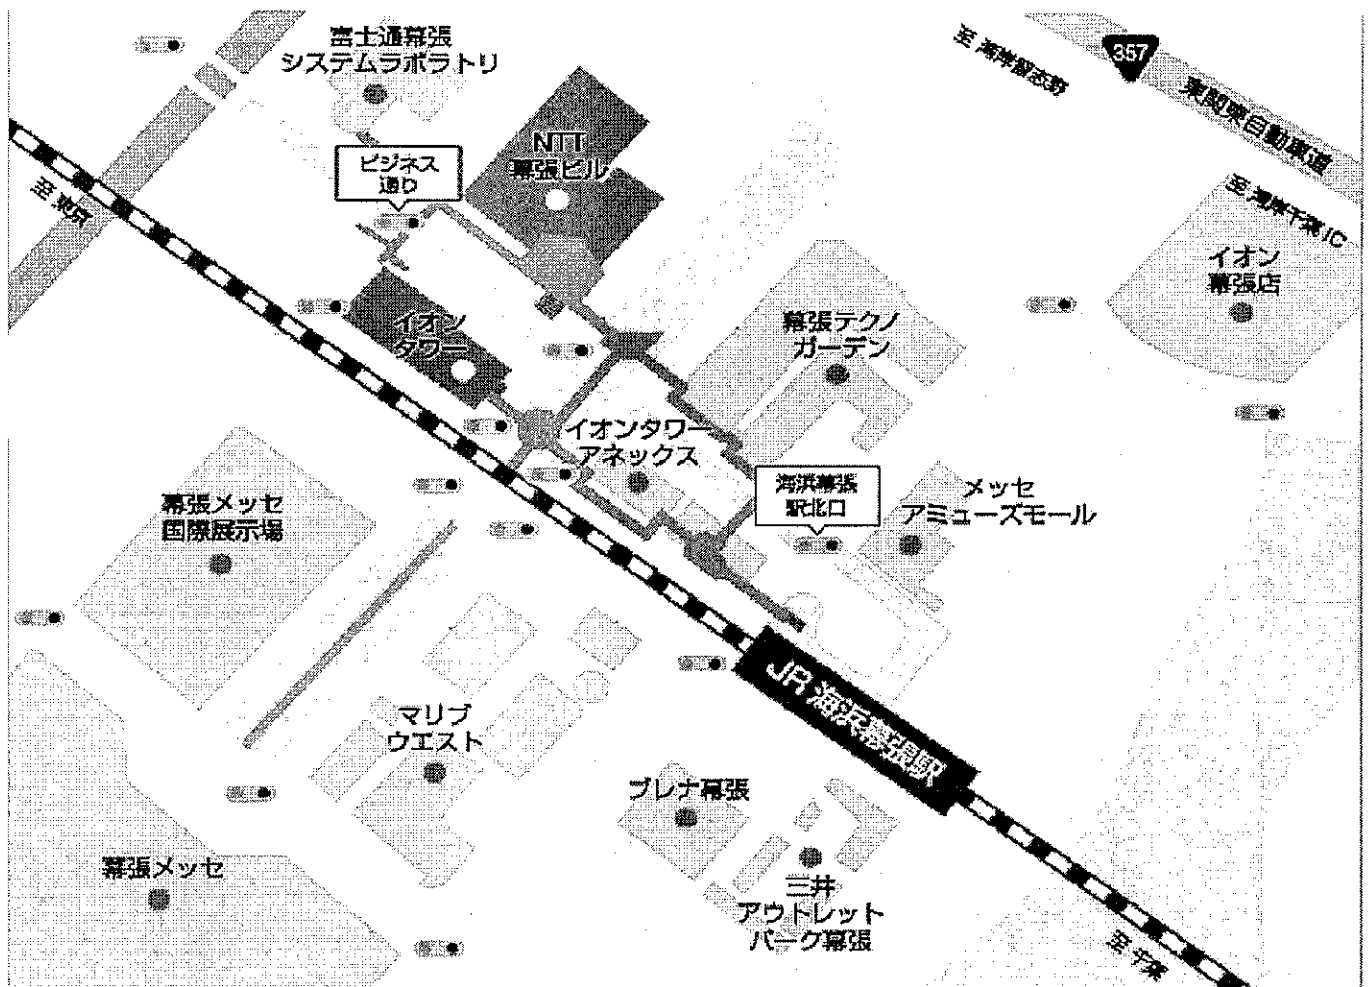 富士通幕張
システムラボラトリ
NTT
幕張ビル
ビジネス
通り
至 東京
至 湾岸習志野
357
東関東自動車道
至 湾岸千葉IC
イオン
幕張店
イオン
タワー
幕張テクノ
ガーデン
イオンタワー
アネックス
海浜幕張
駅北口
メッセ
アミューズモール
幕張メッセ
国際展示場
JR 海浜幕張駅
マリブ
ウエスト
プレナ幕張
幕張メッセ
三井
アウトレット
パーク幕張
至 千葉